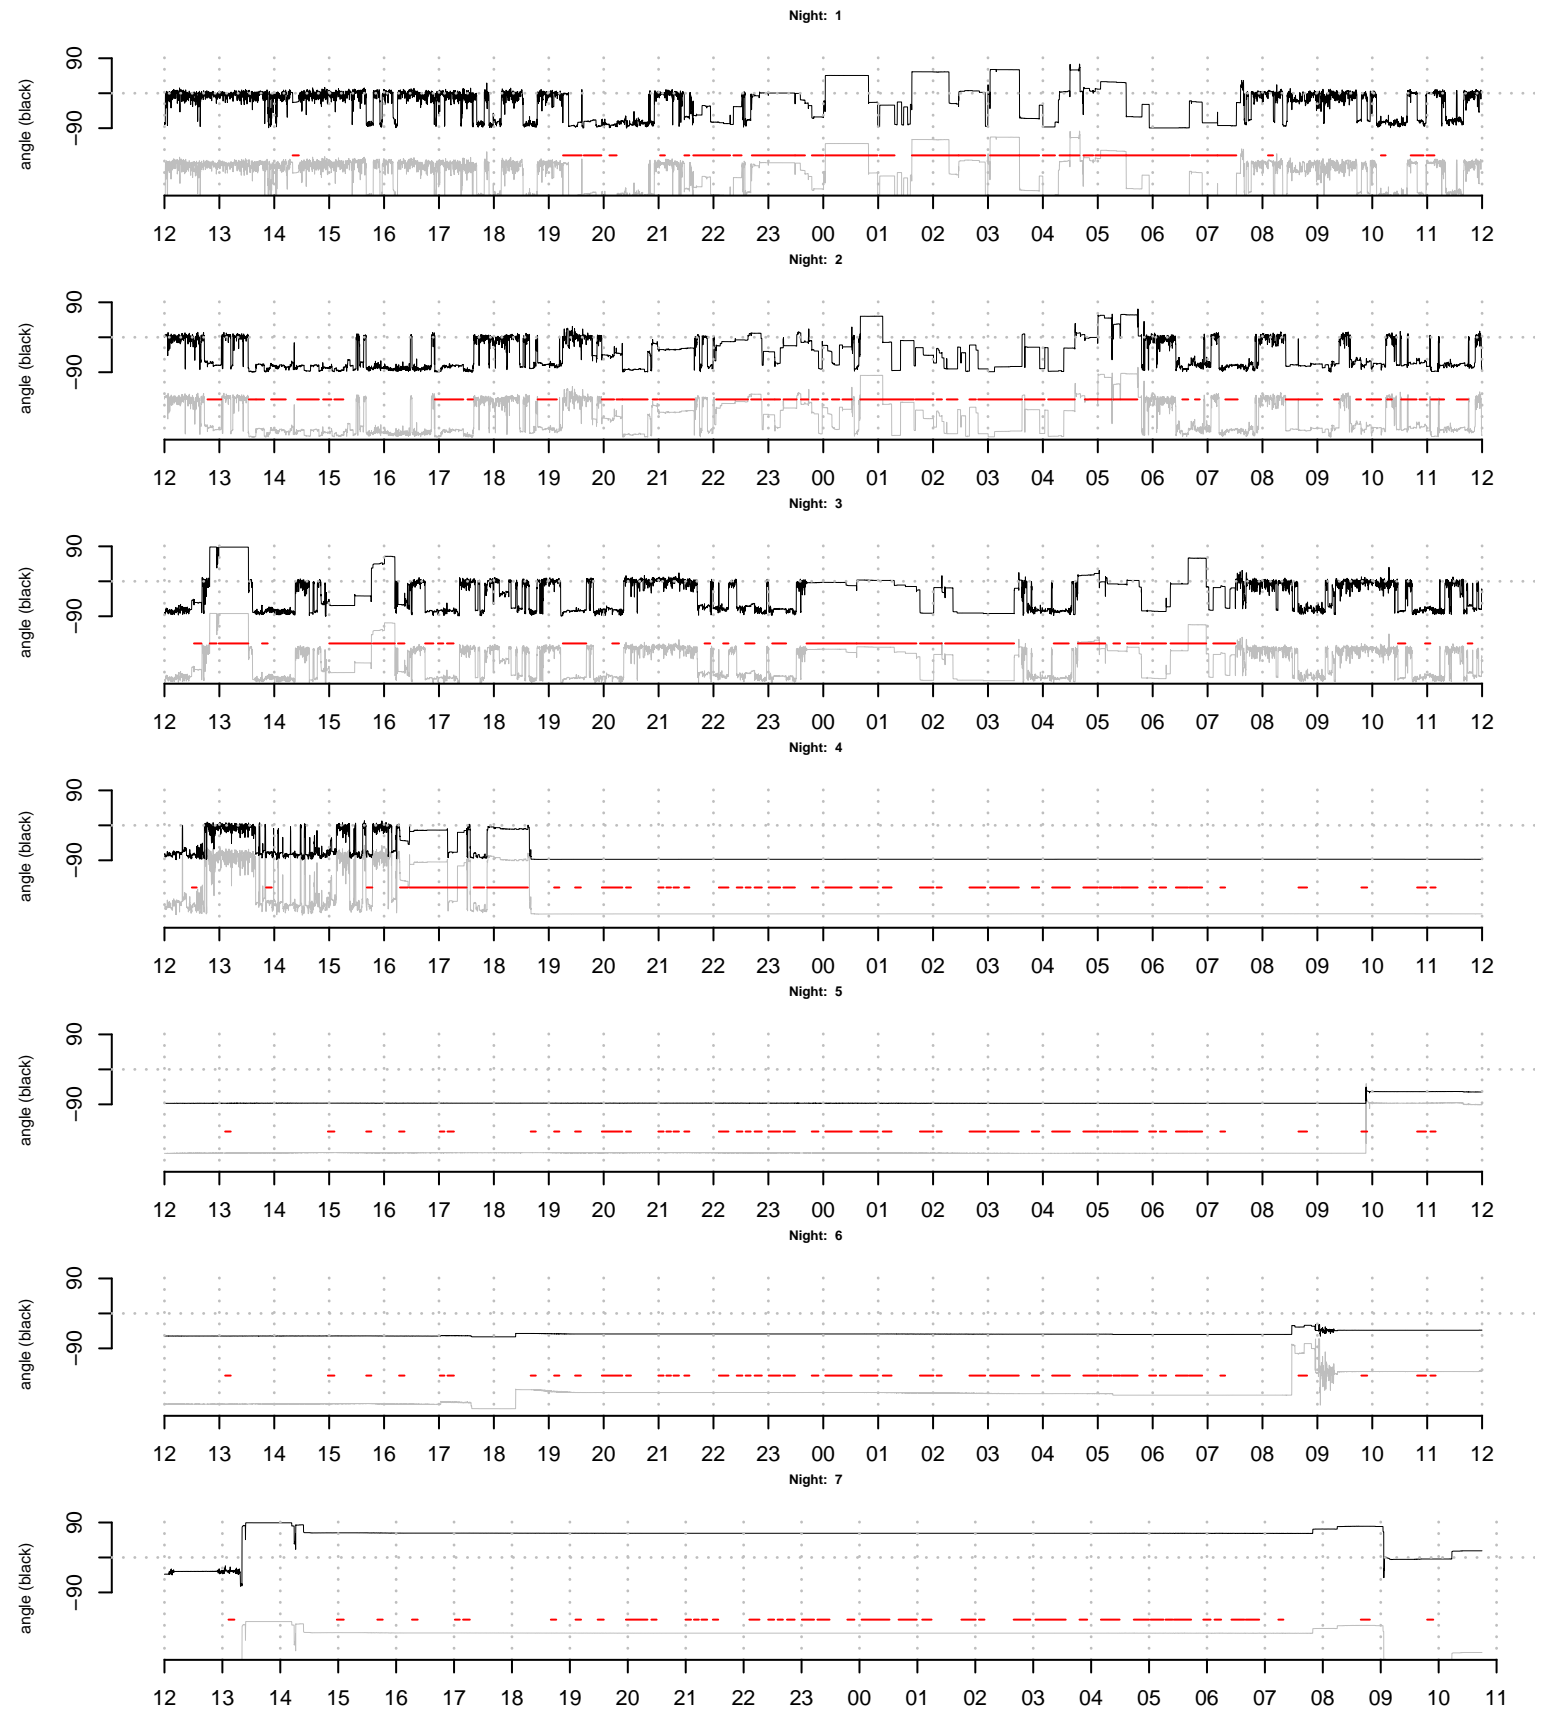 Night: 1
angle (black)
90
−90
12 13 14 15 16 17 18 19 20 21 22 23 00 01 02 03 04 05 06 07 08 09 10 11 12
Night: 2
angle (black)
90
−90
12 13 14 15 16 17 18 19 20 21 22 23 00 01 02 03 04 05 06 07 08 09 10 11 12
Night: 3
angle (black)
90
−90
12 13 14 15 16 17 18 19 20 21 22 23 00 01 02 03 04 05 06 07 08 09 10 11 12
Night: 4
angle (black)
90
−90
12 13 14 15 16 17 18 19 20 21 22 23 00 01 02 03 04 05 06 07 08 09 10 11 12
Night: 5
angle (black)
90
−90
12 13 14 15 16 17 18 19 20 21 22 23 00 01 02 03 04 05 06 07 08 09 10 11 12
Night: 6
angle (black)
90
−90
12 13 14 15 16 17 18 19 20 21 22 23 00 01 02 03 04 05 06 07 08 09 10 11 12
Night: 7
angle (black)
90
−90
12 13 14 15 16 17 18 19 20 21 22 23 00 01 02 03 04 05 06 07 08 09 10 11